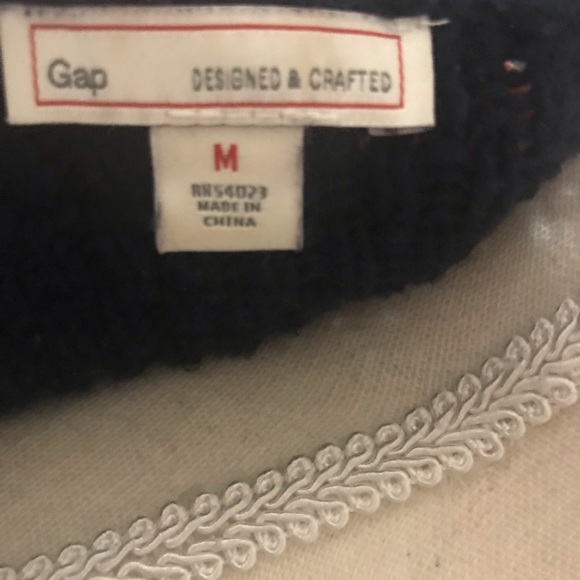 Gap DESIGNED & CRAFTED
M
RN54023
MADE IN
CHINA